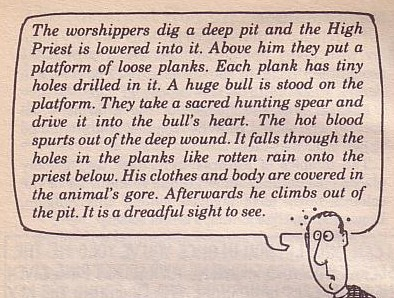 The worshippers dig a deep pit and the High
Priest is lowered into it. Above him they put a
platform of loose planks. Each plank has tiny
holes drilled in it. A huge bull is stood on the
platform. They take a sacred hunting spear and
drive it into the bull's heart. The hot blood
spurts out of the deep wound. It falls through the
holes in the planks like rotten rain onto the
priest below. His clothes and body are covered in
the animal's gore. Afterwards he climbs out of
the pit. It is a dreadful sight to see.